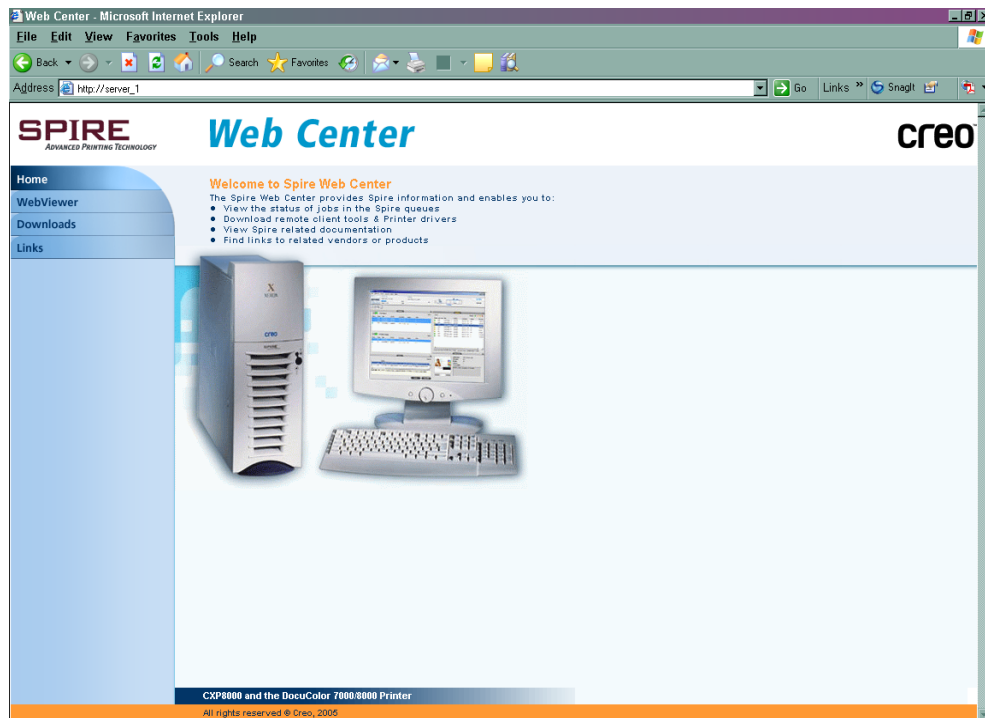 Web Center - Microsoft Internet Explorer
File Edit View Favorites Tools Help
Back Search Favorites
Address http://server_1 Go Links » SnagIt
SPIRE Web Center creo
ADVANCED PRINTING TECHNOLOGY
Home
WebViewer
Downloads
Links
Welcome to Spire Web Center
The Spire Web Center provides Spire information and enables you to:
● View the status of jobs in the Spire queues
● Download remote client tools & Printer drivers
● View Spire related documentation
● Find links to related vendors or products
X
creo
CXP8000 and the DocuColor 7000/8000 Printer
All rights reserved © Creo, 2005